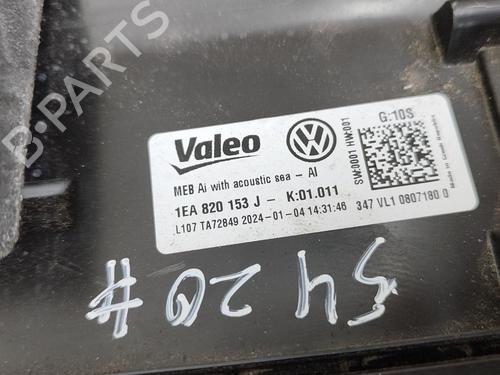 Valeo
G:10S
SW:0001 HW:001
MEB Ai with acoustic sea - AI
1EA 820 153 J - K:01.011
L107 TA72849 2024-01-04 14:31:46 347 VL1 0807180 0
54 20 #
B-PARTS